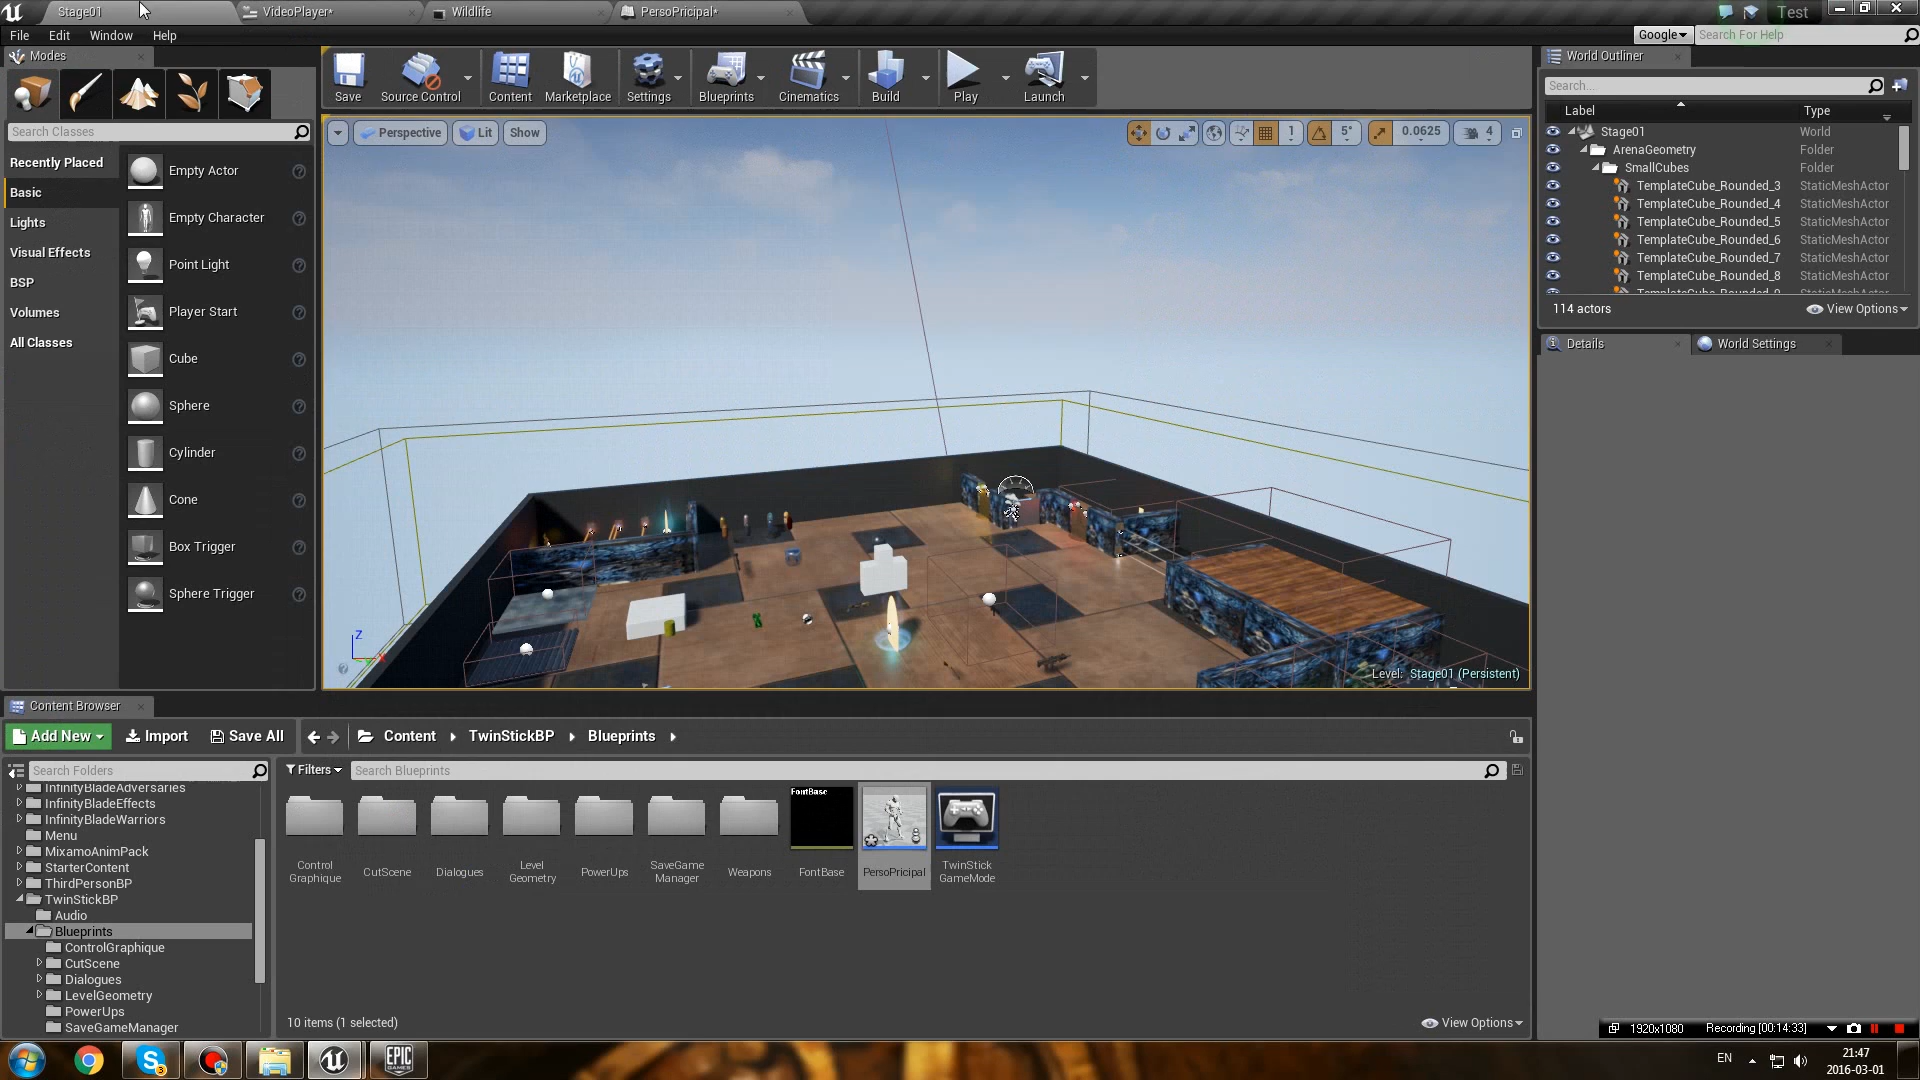 Stage01
VideoPlayer*
Wildlife
PersoPricipal*
Test
File Edit Window Help
Google
Search For Help
Modes
Search Classes
Recently Placed
Basic
Lights
Visual Effects
BSP
Volumes
All Classes
Empty Actor
Empty Character
Point Light
Player Start
Cube
Sphere
Cylinder
Cone
Box Trigger
Sphere Trigger
Save
Source Control
Content
Marketplace
Settings
Blueprints
Cinematics
Build
Play
Launch
Perspective
Lit
Show
1
5°
0.0625
4
Z
X
Level: Stage01 (Persistent)
World Outliner
Search...
Label Type
Stage01 World
ArenaGeometry Folder
SmallCubes Folder
TemplateCube_Rounded_3 StaticMeshActor
TemplateCube_Rounded_4 StaticMeshActor
TemplateCube_Rounded_5 StaticMeshActor
TemplateCube_Rounded_6 StaticMeshActor
TemplateCube_Rounded_7 StaticMeshActor
TemplateCube_Rounded_8 StaticMeshActor
TemplateCube_Rounded_9 StaticMeshActor
114 actors
View Options
Details
World Settings
Content Browser
Add New
Import
Save All
Content
TwinStickBP
Blueprints
Search Folders
InfinityBladeAdversaries
InfinityBladeEffects
InfinityBladeWarriors
Menu
MixamoAnimPack
StarterContent
ThirdPersonBP
TwinStickBP
Audio
Blueprints
ControlGraphique
CutScene
Dialogues
LevelGeometry
PowerUps
SaveGameManager
Filters
Search Blueprints
Control
Graphique
CutScene
Dialogues
Level
Geometry
PowerUps
SaveGame
Manager
Weapons
FontBase
FontBase
PersoPricipal
TwinStick
GameMode
10 items (1 selected)
View Options
1920x1080
Recording [00:14:33]
3
EPIC
GAMES
EN
21:47
2016-03-01